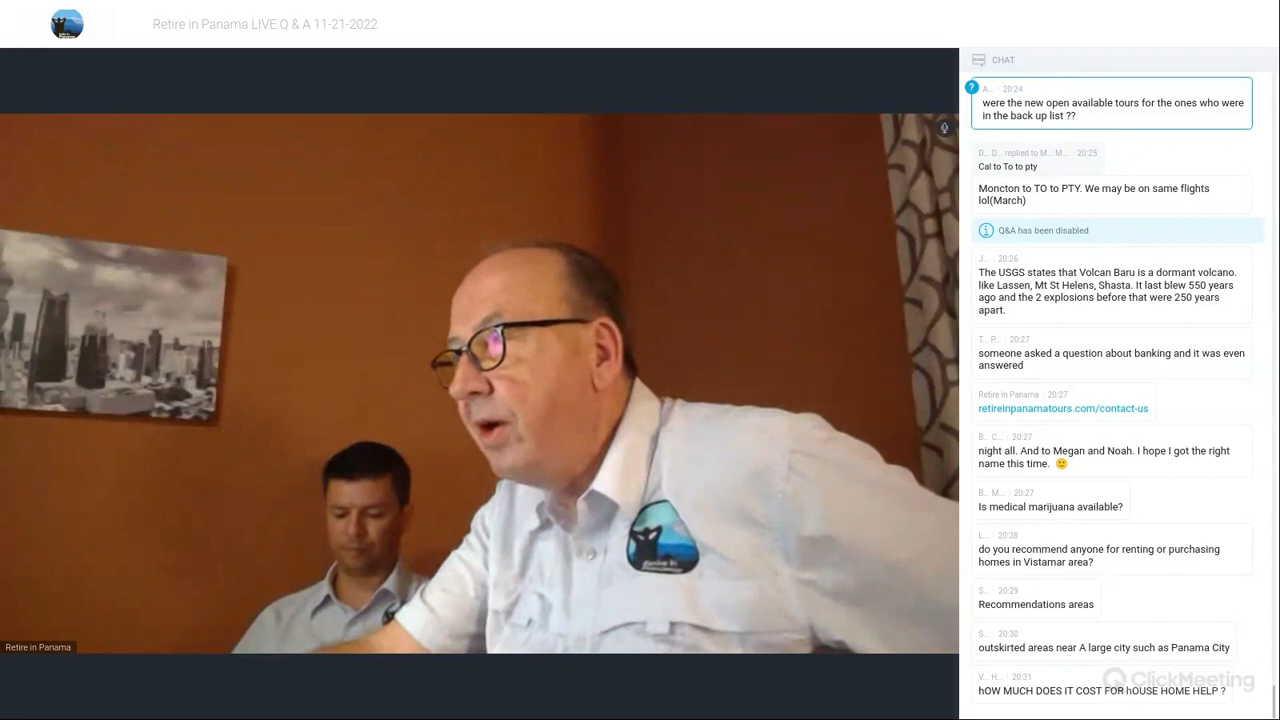 Retire in Panama LIVE Q & A 11-21-2022
CHAT
?
A... 20:24
were the new open available tours for the ones who were
in the back up list ??
D... D... replied to M... M... 20:25
Cal to To to pty
Moncton to TO to PTY. We may be on same flights
lol(March)
Q&A has been disabled
J... 20:26
The USGS states that Volcan Baru is a dormant volcano.
like Lassen, Mt St Helens, Shasta. It last blew 550 years
ago and the 2 explosions before that were 250 years
apart.
T... P... 20:27
someone asked a question about banking and it was even
answered
Retire in Panama 20:27
retireinpanamatours.com/contact-us
B... C... 20:27
night all. And to Megan and Noah. I hope I got the right
name this time. 🙂
B... M... 20:27
Is medical marijuana available?
L... 20:28
do you recommend anyone for renting or purchasing
homes in Vistamar area?
S... 20:29
Recommendations areas
S... 20:30
outskirted areas near A large city such as Panama City
V... H... 20:31
hOW MUCH DOES IT COST FOR hOUSE HOME HELP ?
ClickMeeting
Retire in Panama